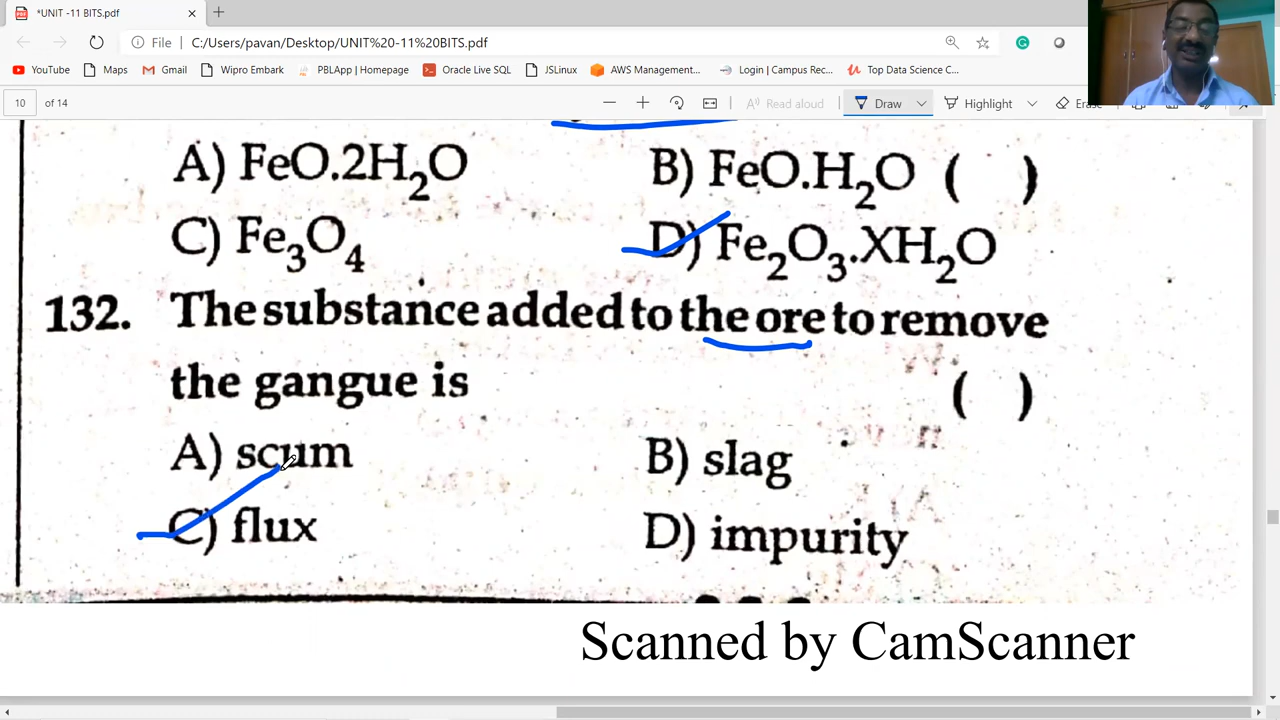 *UNIT -11 BITS.pdf
File | C:/Users/pavan/Desktop/UNIT%20-11%20BITS.pdf
YouTube Maps Gmail Wipro Embark PBLApp | Homepage Oracle Live SQL JSLinux AWS Management... Login | Campus Rec... Top Data Science C...
10 of 14 Read aloud Draw Highlight Erase
A) FeO.2H₂O B) FeO.H₂O ( )
C) Fe₃O₄ D) Fe₂O₃.XH₂O
132. The substance added to the ore to remove
the gangue is ( )
A) scum B) slag
C) flux D) impurity
Scanned by CamScanner